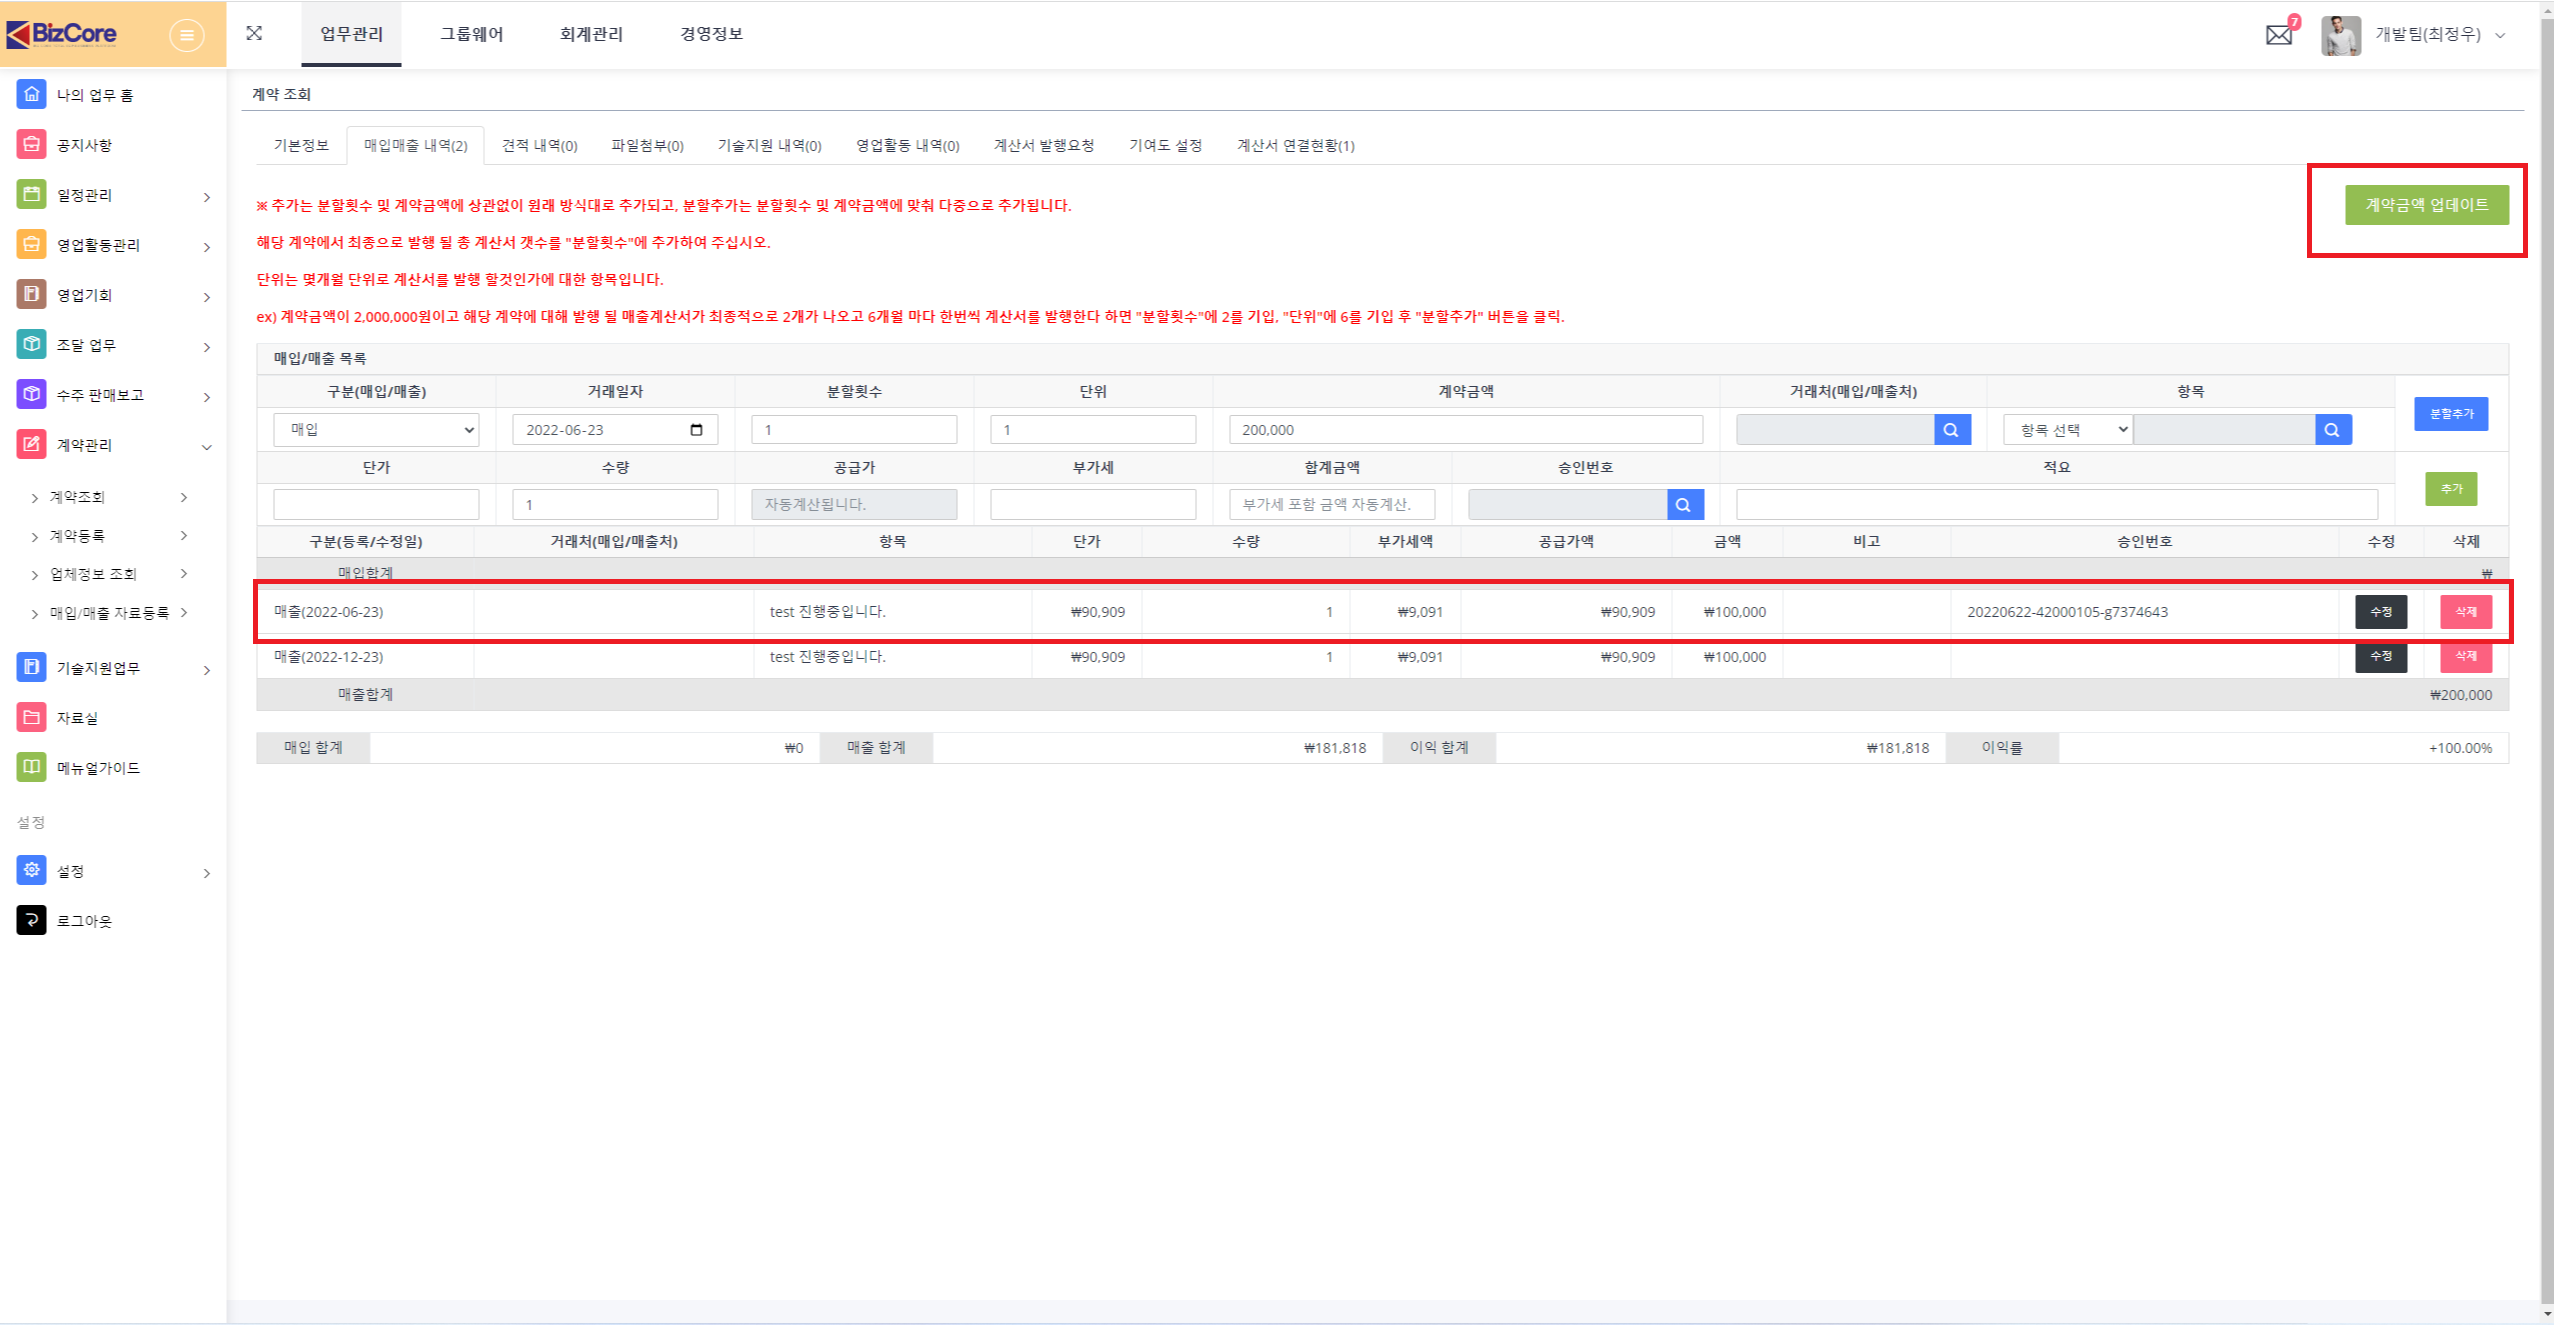 BizCore
업무관리
그룹웨어
회계관리
경영정보
7
개발팀(최정우)
나의 업무 홈
공지사항
일정관리
영업활동관리
영업기회
조달 업무
수주 판매보고
계약관리
계약조회
계약등록
업체정보 조회
매입/매출 자료등록
기술지원업무
자료실
메뉴얼가이드
설정
설정
로그아웃
계약 조회
기본정보 매입매출 내역(2) 견적 내역(0) 파일첨부(0) 기술지원 내역(0) 영업활동 내역(0) 계산서 발행요청 기여도 설정 계산서 연결현황(1)
계약금액 업데이트
※ 추가는 분할횟수 및 계약금액에 상관없이 원래 방식대로 추가되고, 분할추가는 분할횟수 및 계약금액에 맞춰 다중으로 추가됩니다.
해당 계약에서 최종으로 발행 될 총 계산서 갯수를 "분할횟수"에 추가하여 주십시오.
단위는 몇개월 단위로 계산서를 발행 할것인가에 대한 항목입니다.
ex) 계약금액이 2,000,000원이고 해당 계약에 대해 발행 될 매출계산서가 최종적으로 2개가 나오고 6개월 마다 한번씩 계산서를 발행한다 하면 "분할횟수"에 2를 기입, "단위"에 6를 기입 후 "분할추가" 버튼을 클릭.
매입/매출 목록
구분(매입/매출) 거래일자 분할횟수 단위 계약금액 거래처(매입/매출처) 항목
매입 2022-06-23 1 1 200,000 항목 선택 분할추가
단가 수량 공급가 부가세 합계금액 승인번호 적요
1 자동계산됩니다. 부가세 포함 금액 자동계산. 추가
구분(등록/수정일) 거래처(매입/매출처) 항목 단가 수량 부가세액 공급가액 금액 비고 승인번호 수정 삭제
매입합계 ₩
매출(2022-06-23) test 진행중입니다. ₩90,909 1 ₩9,091 ₩90,909 ₩100,000 20220622-42000105-g7374643 수정 삭제
매출(2022-12-23) test 진행중입니다. ₩90,909 1 ₩9,091 ₩90,909 ₩100,000 수정 삭제
매출합계 ₩200,000
매입 합계 ₩0 매출 합계 ₩181,818 이익 합계 ₩181,818 이익률 +100.00%